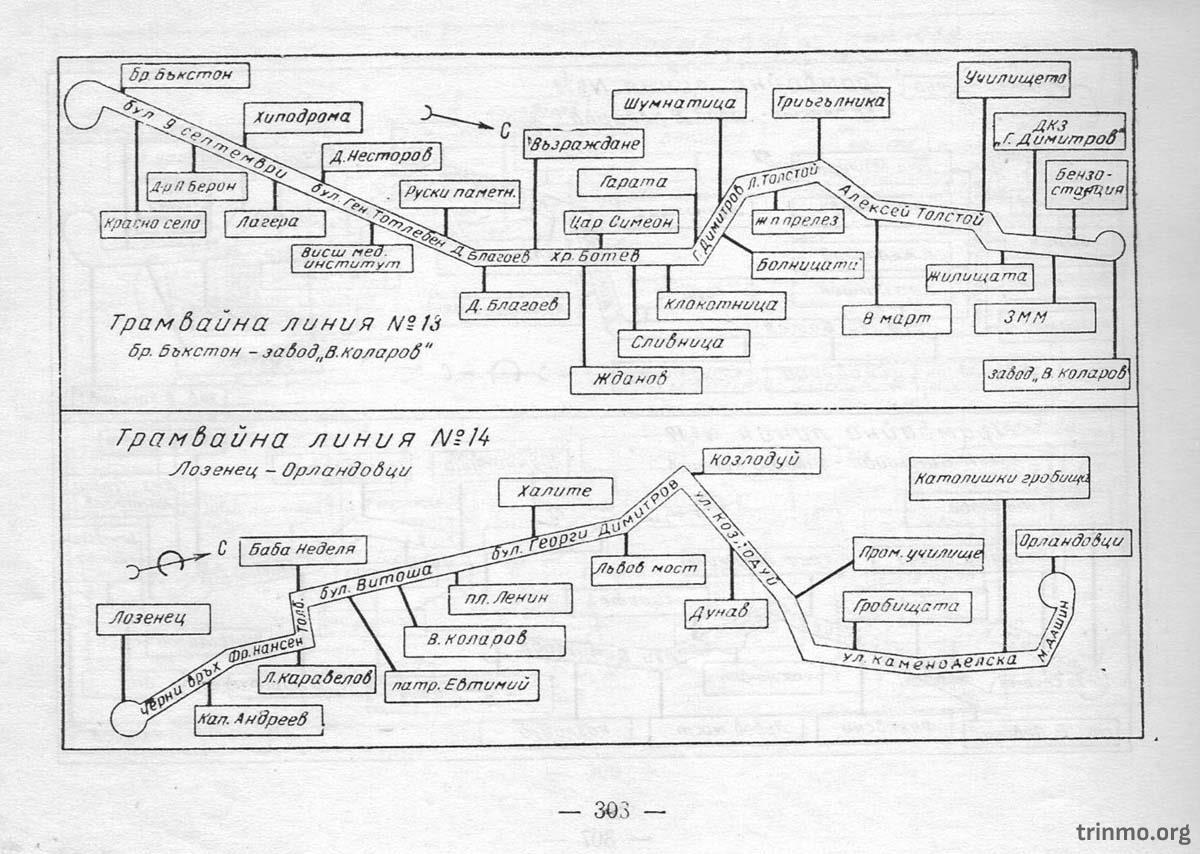 Бр. Бъкстон
Хиподрома
Д. Несторов
Руски паметн.
Възраждане
Шумнатица
Триъгълника
Училищета
ДКЗ
„Г. Димитров"
Бензо-
станция
С
Гарата
Цар Симеон
бул 9 септември
бул. Ген. Тотлебен
Д. Благоев
Хр. Ботев
Г. Димитров
Л. Толстой
Алексей Толстой
Д-р П Берон
Красно село
Лагера
Висш мед.
институт
Д. Благоев
Жданов
Сливница
Клокотница
Болницата
жп прелез
8 март
Жилищата
ЗММ
завод „В. Коларов"
Трамвайна линия №13
Бр. Бъкстон – завод „В. Коларов"
Трамвайна линия №14
Лозенец – Орландовци
С
Лозенец
Баба Неделя
Халите
Козлодуй
Католишки гробища
Орландовци
Пром. училище
Гробищата
Черни връх
Фр. Нансен
Толб.
бул. Витоша
бул. Георги Димитров
ул. Козлодуй
ул. Каменоделска
М. Дашин
Кап. Андреев
Л. Каравелов
патр. Евтимий
В. Коларов
пл. Ленин
Львов мост
Дунав
— 303 —
trinmo.org